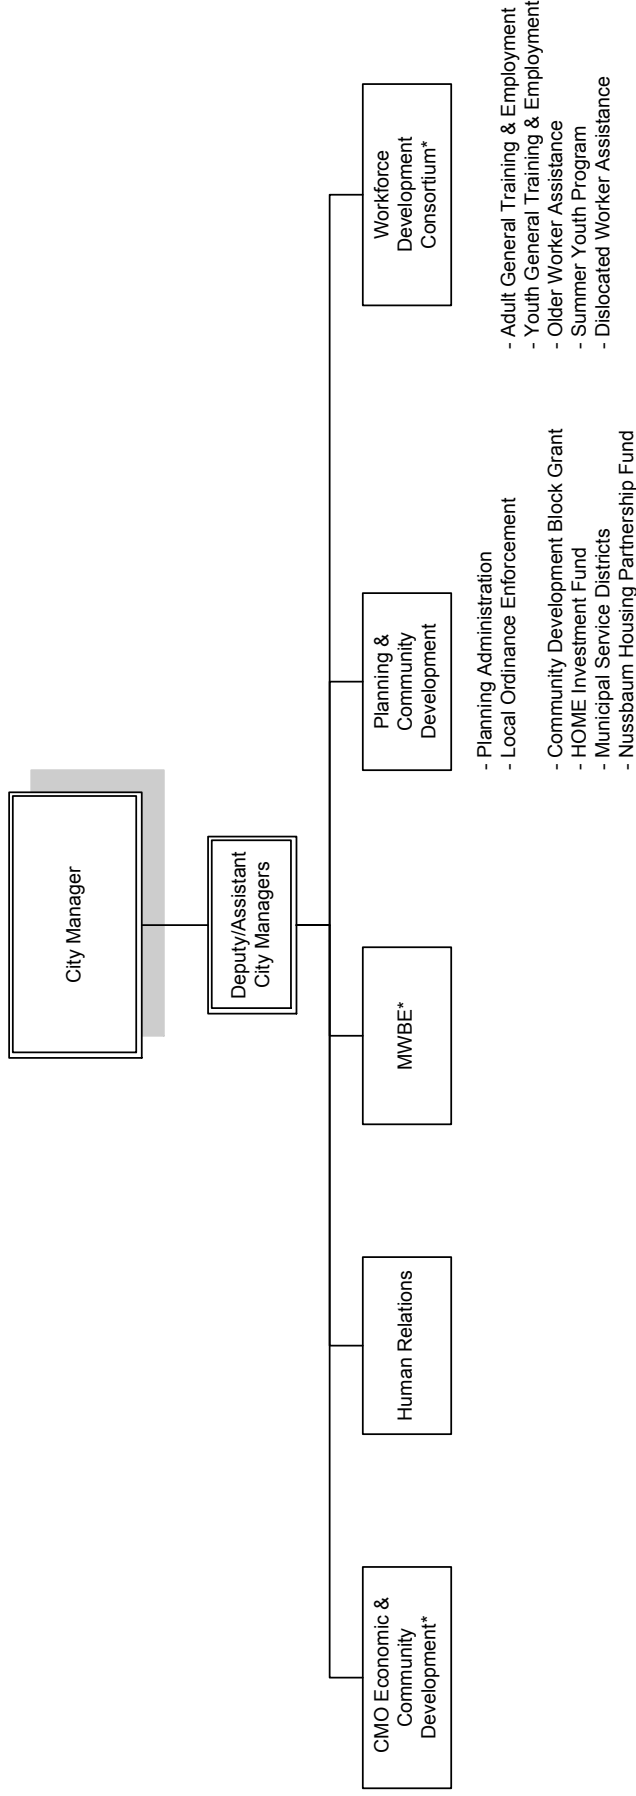 City Manager
Deputy/Assistant
City Managers
CMO Economic &
Community
Development*
Human Relations
MWBE*
Planning &
Community
Development
Workforce
Development
Consortium*
- Planning Administration
- Local Ordinance Enforcement
- Community Development Block Grant
- HOME Investment Fund
- Municipal Service Districts
- Nussbaum Housing Partnership Fund
- Adult General Training & Employment
- Youth General Training & Employment
- Older Worker Assistance
- Summer Youth Program
- Dislocated Worker Assistance